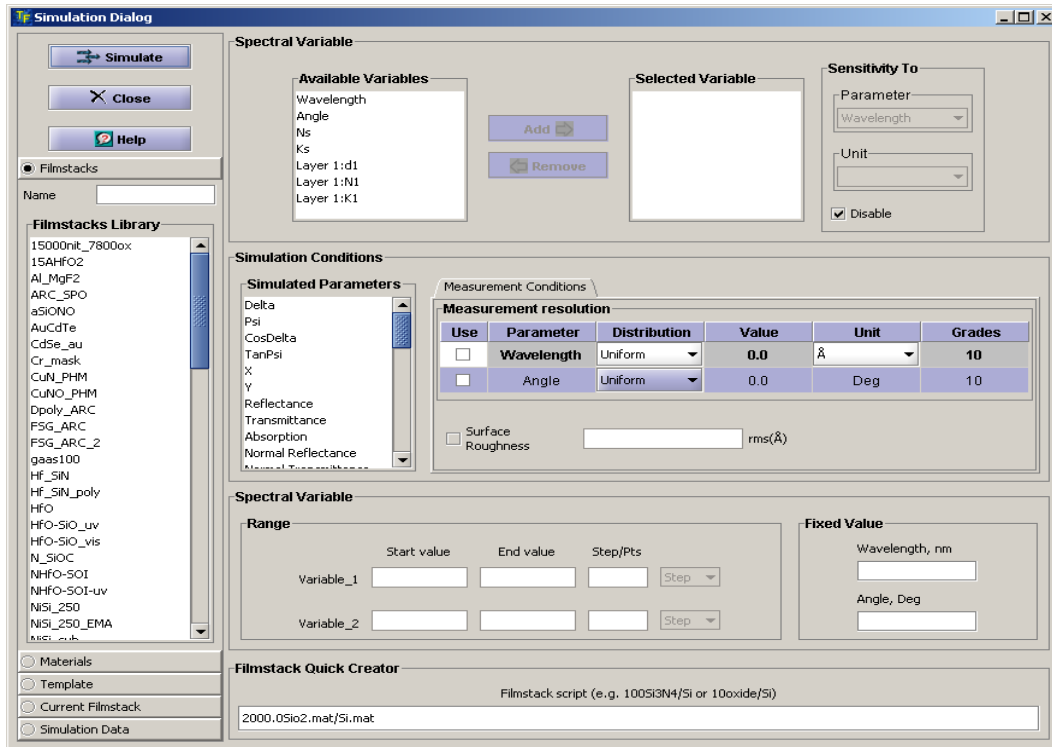 TF Simulation Dialog
Simulate
Close
Help
Filmstacks
Name
Filmstacks Library
15000nit_7800ox
15AHfO2
Al_MgF2
ARC_SPO
aSiONO
AuCdTe
CdSe_au
Cr_mask
CuN_PHM
CuNO_PHM
Dpoly_ARC
FSG_ARC
FSG_ARC_2
gaas100
Hf_SiN
Hf_SiN_poly
HfO
HfO-SiO_uv
HfO-SiO_vis
N_SiOC
NHfO-SOI
NHfO-SOI-uv
NiSi_250
NiSi_250_EMA
NiSi_cub
Materials
Template
Current Filmstack
Simulation Data
Spectral Variable
Available Variables
Wavelength
Angle
Ns
Ks
Layer 1:d1
Layer 1:N1
Layer 1:K1
Add
Remove
Selected Variable
Sensitivity To
Parameter
Wavelength
Unit
Disable
Simulation Conditions
Simulated Parameters
Delta
Psi
CosDelta
TanPsi
X
Y
Reflectance
Transmittance
Absorption
Normal Reflectance
Normal Transmittance
Measurement Conditions
Measurement resolution
Use Parameter Distribution Value Unit Grades
Wavelength Uniform 0.0 Å 10
Angle Uniform 0.0 Deg 10
Surface
Roughness
rms(Å)
Spectral Variable
Range
Start value End value Step/Pts
Variable_1 Step
Variable_2 Step
Fixed Value
Wavelength, nm
Angle, Deg
Filmstack Quick Creator
Filmstack script (e.g. 100Si3N4/Si or 10oxide/Si)
2000.0Sio2.mat/Si.mat